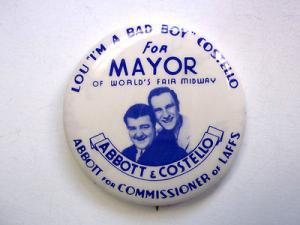 LOU "I'M A BAD BOY" COSTELLO
FOR
MAYOR
OF WORLD'S FAIR MIDWAY
ABBOTT & COSTELLO
ABBOTT FOR COMMISSIONER OF LAFFS